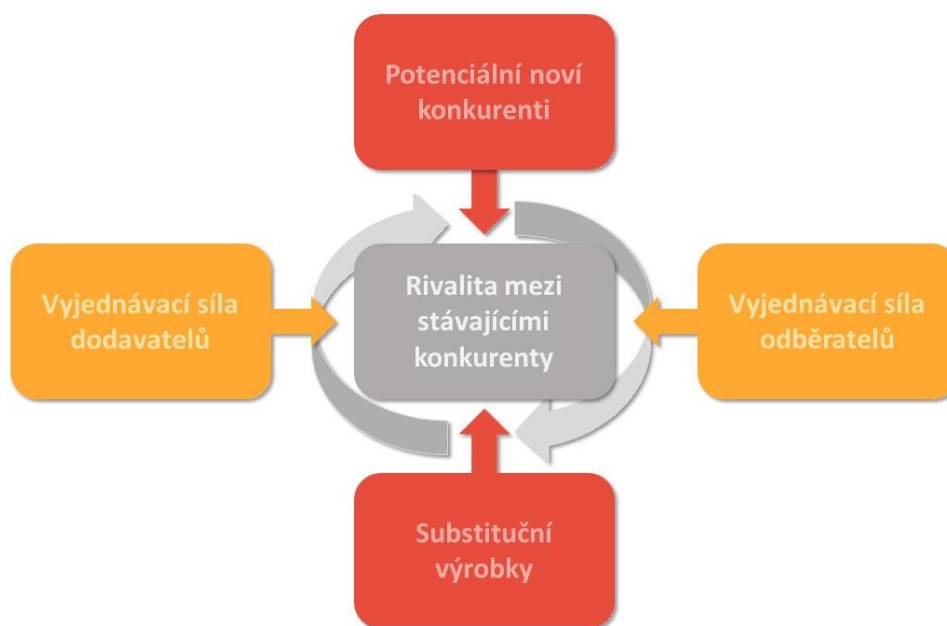 Potenciální noví
konkurenti
Vyjednávací síla
dodavatelů
Rivalita mezi
stávajícími
konkurenty
Vyjednávací síla
odběratelů
Substituční
výrobky